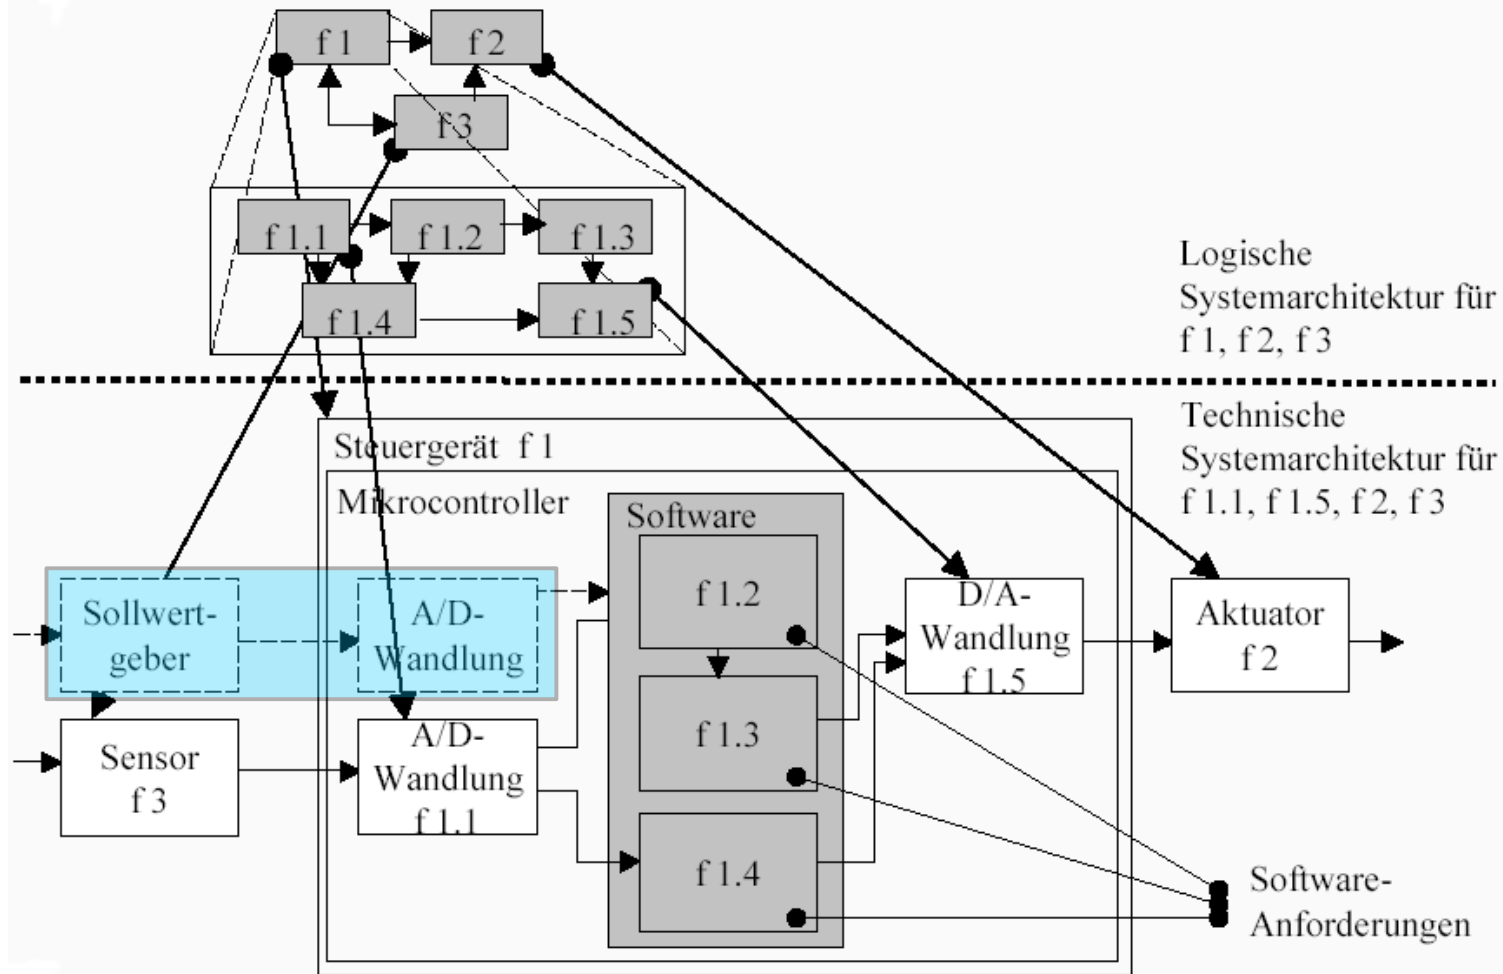 f 1
f 2
f 3
f 1.1
f 1.2
f 1.3
f 1.4
f 1.5
Logische
Systemarchitektur für
f 1, f 2, f 3
Technische
Systemarchitektur für
f 1.1, f 1.5, f 2, f 3
Steuergerät f 1
Mikrocontroller
Software
Sollwert-
geber
A/D-
Wandlung
f 1.2
D/A-
Wandlung
f 1.5
Aktuator
f 2
Sensor
f 3
A/D-
Wandlung
f 1.1
f 1.3
f 1.4
Software-
Anforderungen